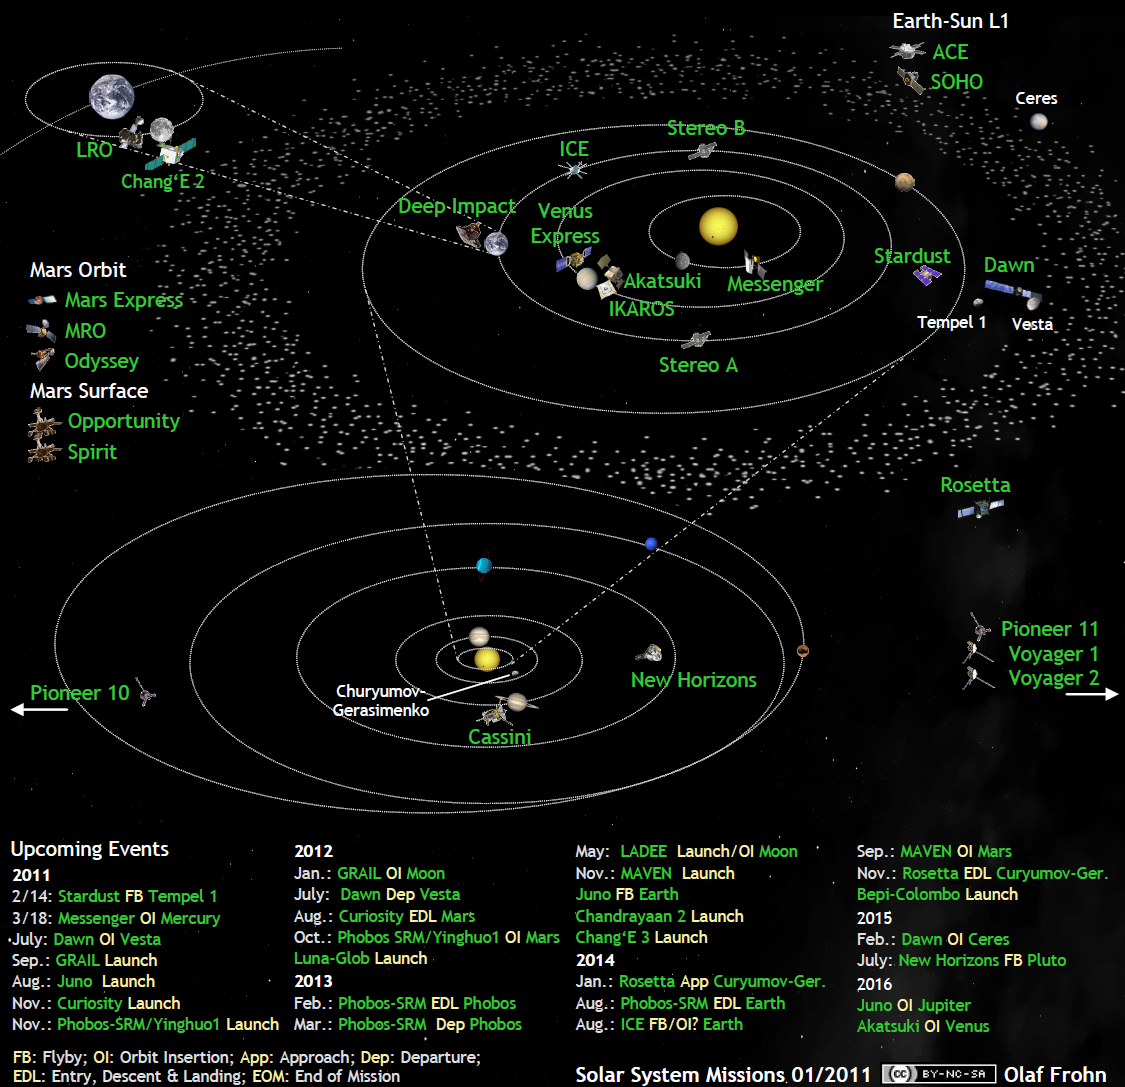 Earth-Sun L1
ACE
SOHO
Ceres
Stereo B
ICE
LRO
Chang‘E 2
Deep Impact
Venus
Express
Mars Orbit
Mars Express
MRO
Odyssey
Mars Surface
Opportunity
Spirit
Akatsuki
IKAROS
Messenger
Stardust
Dawn
Tempel 1
Vesta
Stereo A
Rosetta
Pioneer 11
Voyager 1
Voyager 2
Pioneer 10
Churyumov-
Gerasimenko
New Horizons
Cassini
Upcoming Events
2011
2/14: Stardust FB Tempel 1
3/18: Messenger OI Mercury
July: Dawn OI Vesta
Sep.: GRAIL Launch
Aug.: Juno Launch
Nov.: Curiosity Launch
Nov.: Phobos-SRM/Yinghuo1 Launch
2012
Jan.: GRAIL OI Moon
July: Dawn Dep Vesta
Aug.: Curiosity EDL Mars
Oct.: Phobos SRM/Yinghuo1 OI Mars
Luna-Glob Launch
2013
Feb.: Phobos-SRM EDL Phobos
Mar.: Phobos-SRM Dep Phobos
May: LADEE Launch/OI Moon
Nov.: MAVEN Launch
Juno FB Earth
Chandrayaan 2 Launch
Chang‘E 3 Launch
2014
Jan.: Rosetta App Curyumov-Ger.
Aug.: Phobos-SRM EDL Earth
Aug.: ICE FB/OI? Earth
Sep.: MAVEN OI Mars
Nov.: Rosetta EDL Curyumov-Ger.
Bepi-Colombo Launch
2015
Feb.: Dawn OI Ceres
July: New Horizons FB Pluto
2016
Juno OI Jupiter
Akatsuki OI Venus
FB: Flyby; OI: Orbit Insertion; App: Approach; Dep: Departure;
EDL: Entry, Descent & Landing; EOM: End of Mission
Solar System Missions 01/2011 cc BY-NC-SA Olaf Frohn